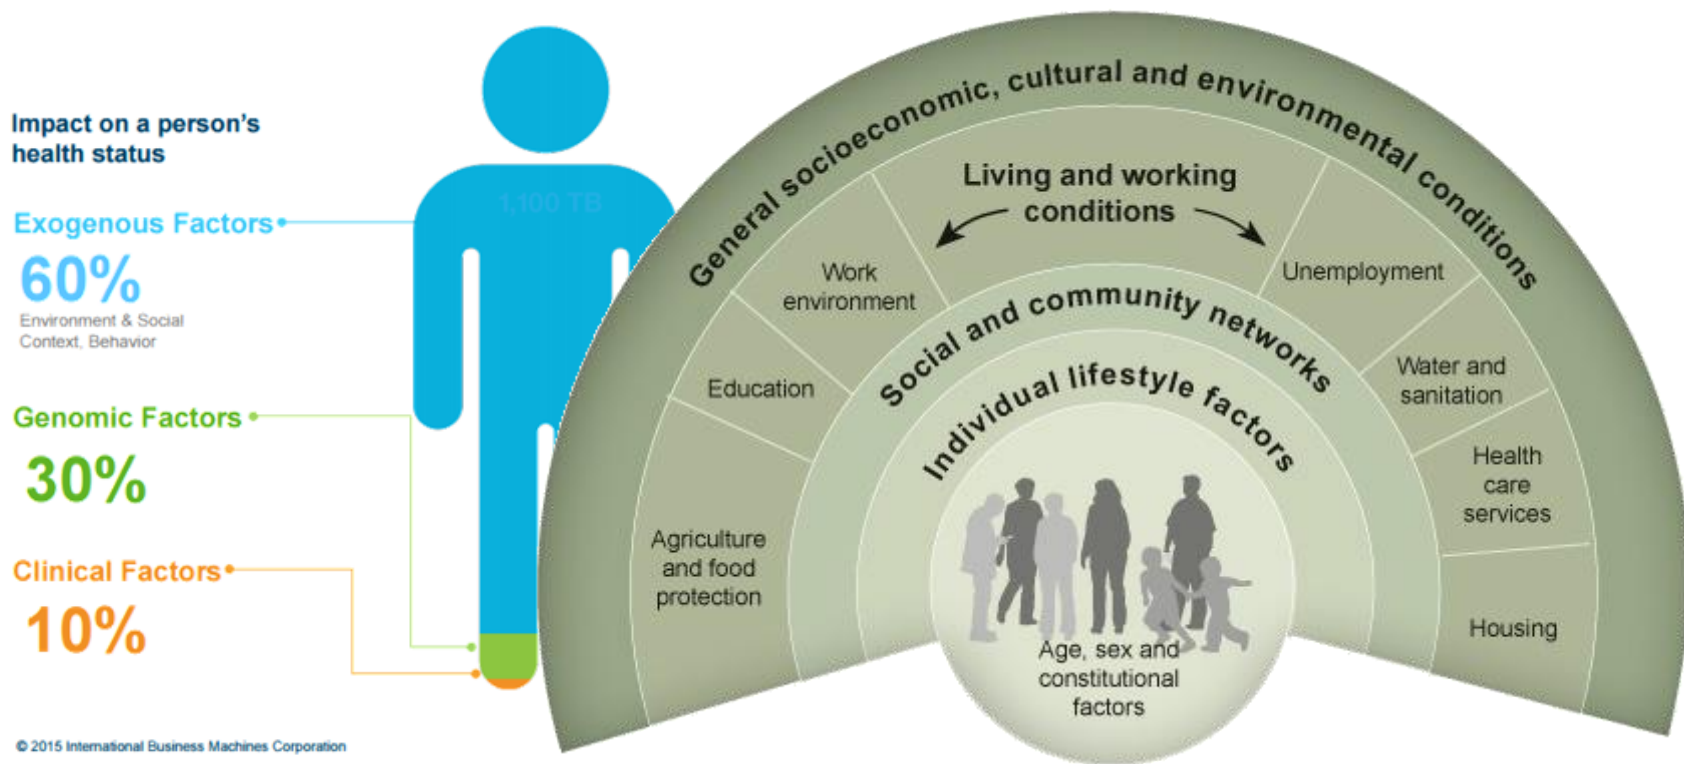 Impact on a person's
health status
Exogenous Factors
60%
Environment & Social
Context, Behavior
Genomic Factors
30%
Clinical Factors
10%
© 2015 International Business Machines Corporation
1,100 TB
General socioeconomic, cultural and environmental conditions
Living and working
conditions
Work
environment
Unemployment
Education
Water and
sanitation
Agriculture
and food
protection
Health
care
services
Housing
Social and community networks
Individual lifestyle factors
Age, sex and
constitutional
factors